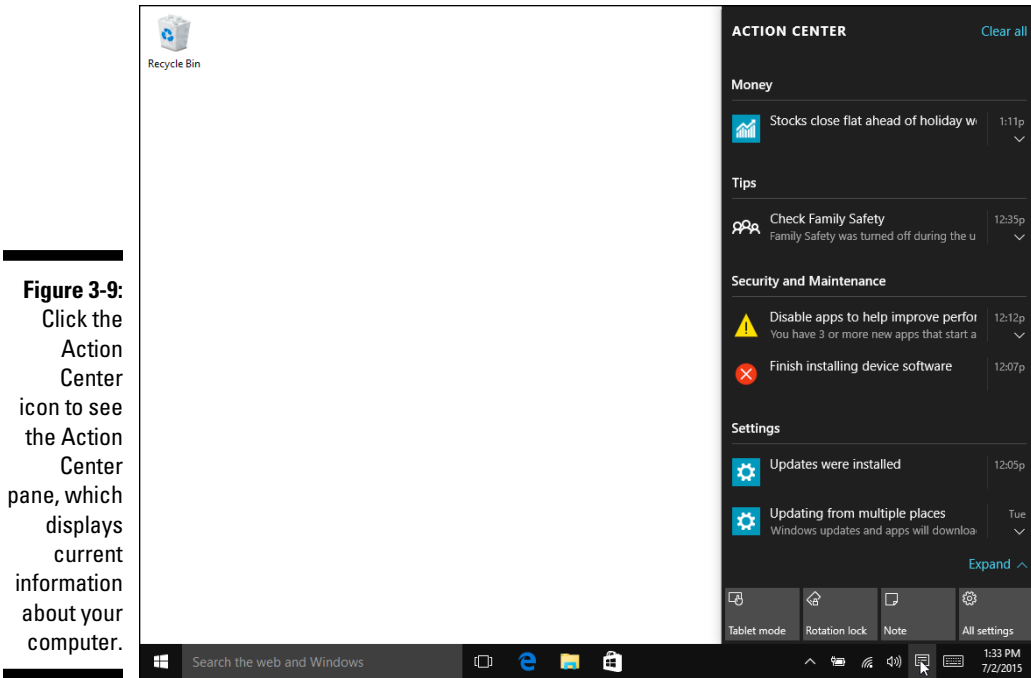 Figure 3-9:
Click the
Action
Center
icon to see
the Action
Center
pane, which
displays
current
information
about your
computer.
Recycle Bin
ACTION CENTER Clear all
Money
Stocks close flat ahead of holiday 1:11p
Tips
Check Family Safety 12:35p
Family Safety was turned off during the u
Security and Maintenance
Disable apps to help improve perfor 12:12p
You have 3 or more new apps that start a
Finish installing device software 12:07p
Settings
Updates were installed 12:05p
Updating from multiple places Tue
Windows updates and apps will downloa
Expand
Tablet mode Rotation lock Note All settings
Search the web and Windows
1:33 PM
7/2/2015